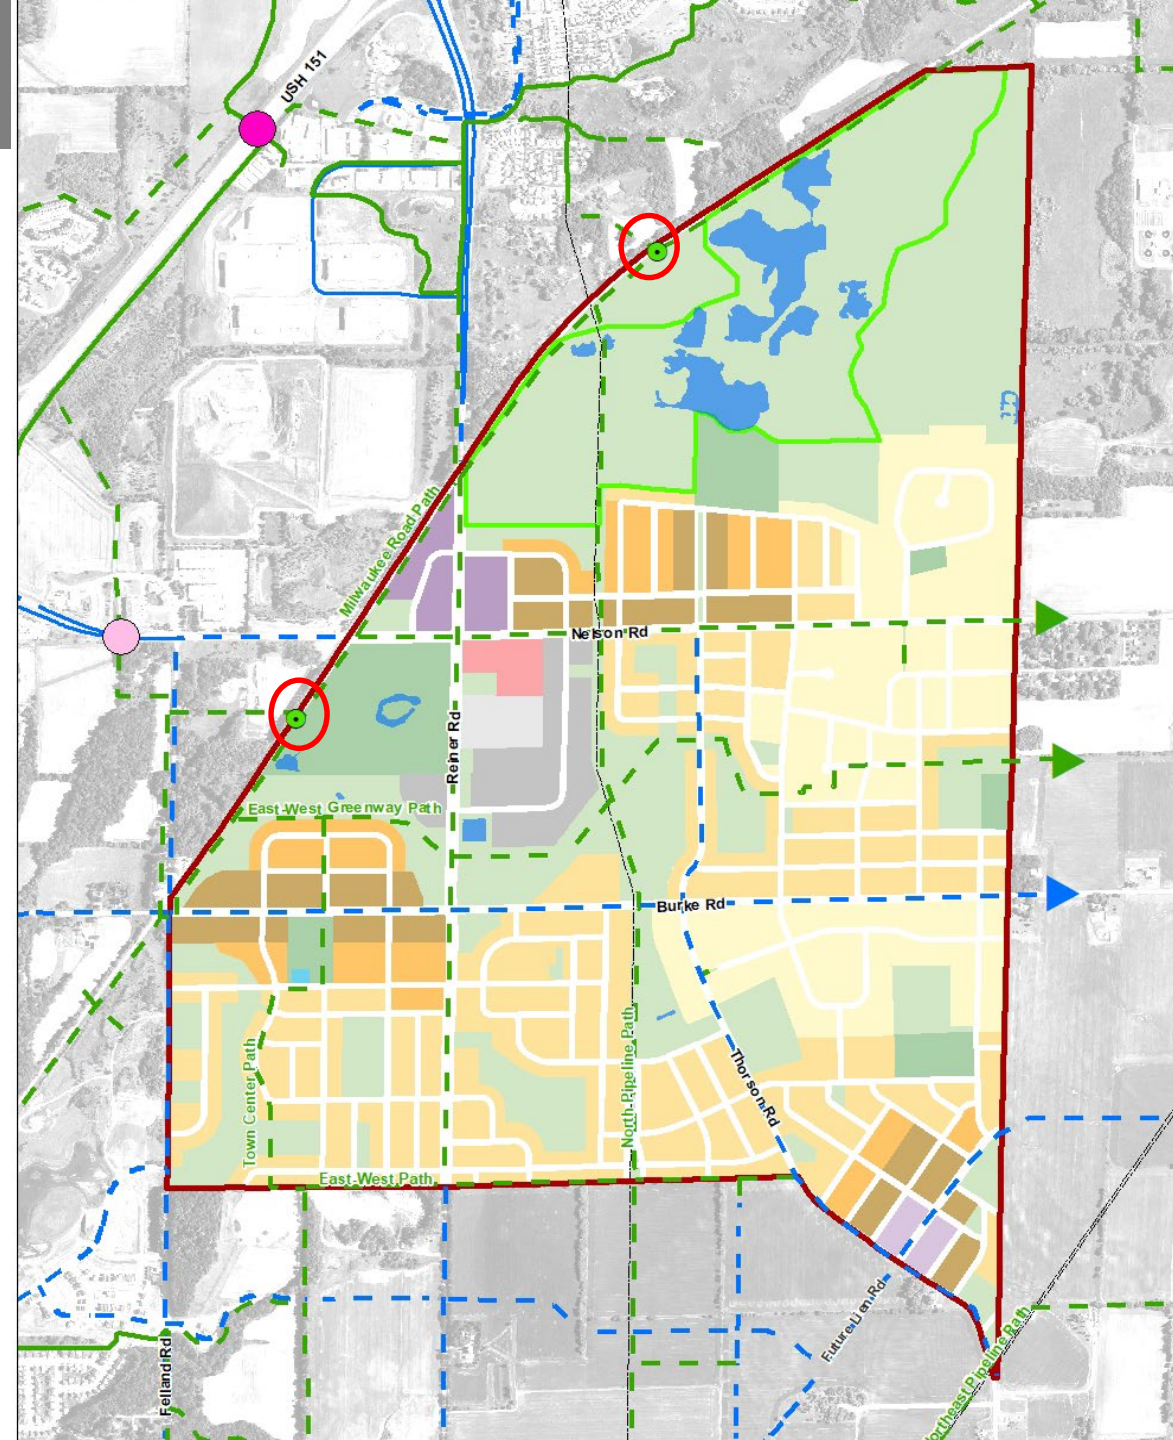 USH 151
Milwaukee Road Path
Nelson Rd
Reiner Rd
East-West Greenway Path
Burke Rd
North Pipeline Path
Thorson Rd
Town Center Path
East-West Path
Future Lien Rd
Felland Rd
Northeast Pipeline Path